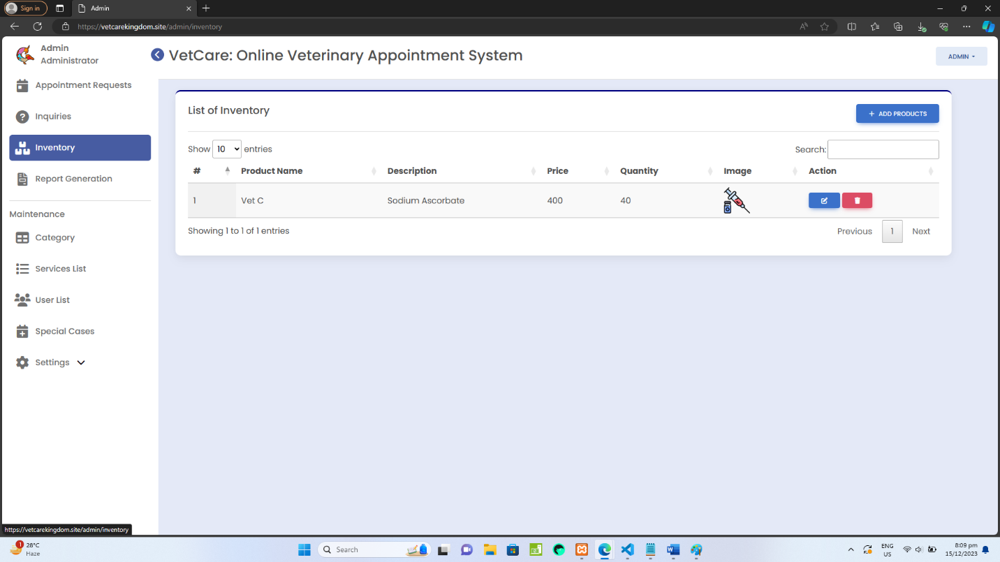 Sign in
Admin
https://vetcarekingdom.site/admin/inventory
Admin
Administrator
VetCare: Online Veterinary Appointment System
ADMIN
Appointment Requests
Inquiries
Inventory
Report Generation
Maintenance
Category
Services List
User List
Special Cases
Settings
List of Inventory
+ ADD PRODUCTS
Show 10 entries
Search:
# Product Name Description Price Quantity Image Action
1 Vet C Sodium Ascorbate 400 40
Showing 1 to 1 of 1 entries
Previous 1 Next
https://vetcarekingdom.site/admin/inventory
1
28°C
Haze
Search
ENG
US
8:09 pm
15/12/2023